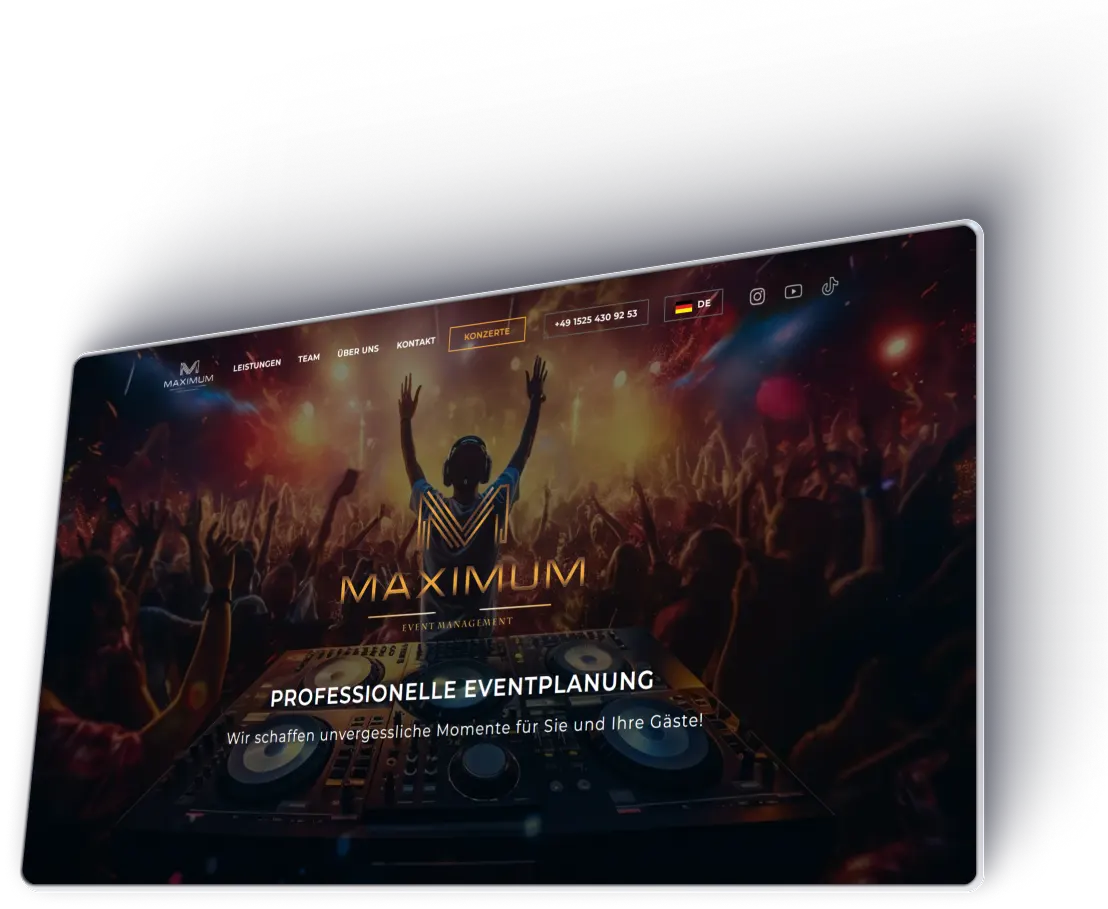 MAXIMUM
LEISTUNGEN
TEAM
ÜBER UNS
KONTAKT
KONZERTE
+49 1525 430 92 53
DE
MAXIMUM
EVENT MANAGEMENT
PROFESSIONELLE EVENTPLANUNG
Wir schaffen unvergessliche Momente für Sie und Ihre Gäste!